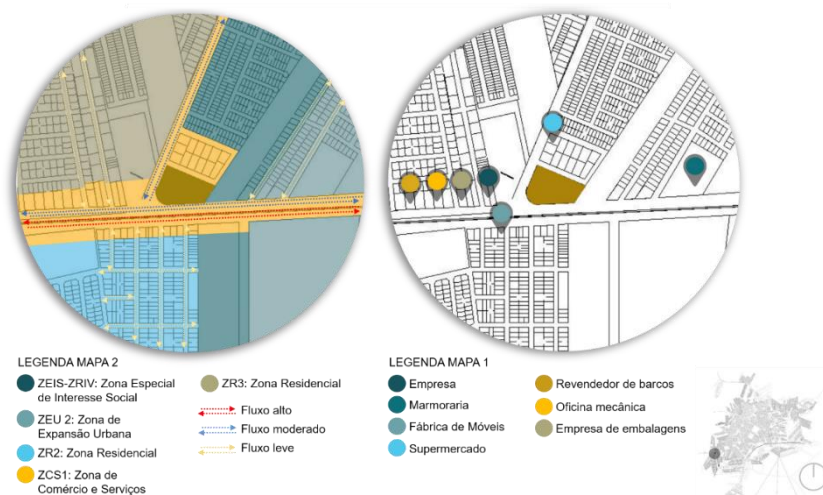 LEGENDA MAPA 2
ZEIS-ZRIV: Zona Especial
de Interesse Social
ZEU 2: Zona de
Expansão Urbana
ZR2: Zona Residencial
ZCS1: Zona de
Comércio e Serviços
ZR3: Zona Residencial
Fluxo alto
Fluxo moderado
Fluxo leve
LEGENDA MAPA 1
Empresa
Marmoraria
Fábrica de Móveis
Supermercado
Revendedor de barcos
Oficina mecânica
Empresa de embalagens